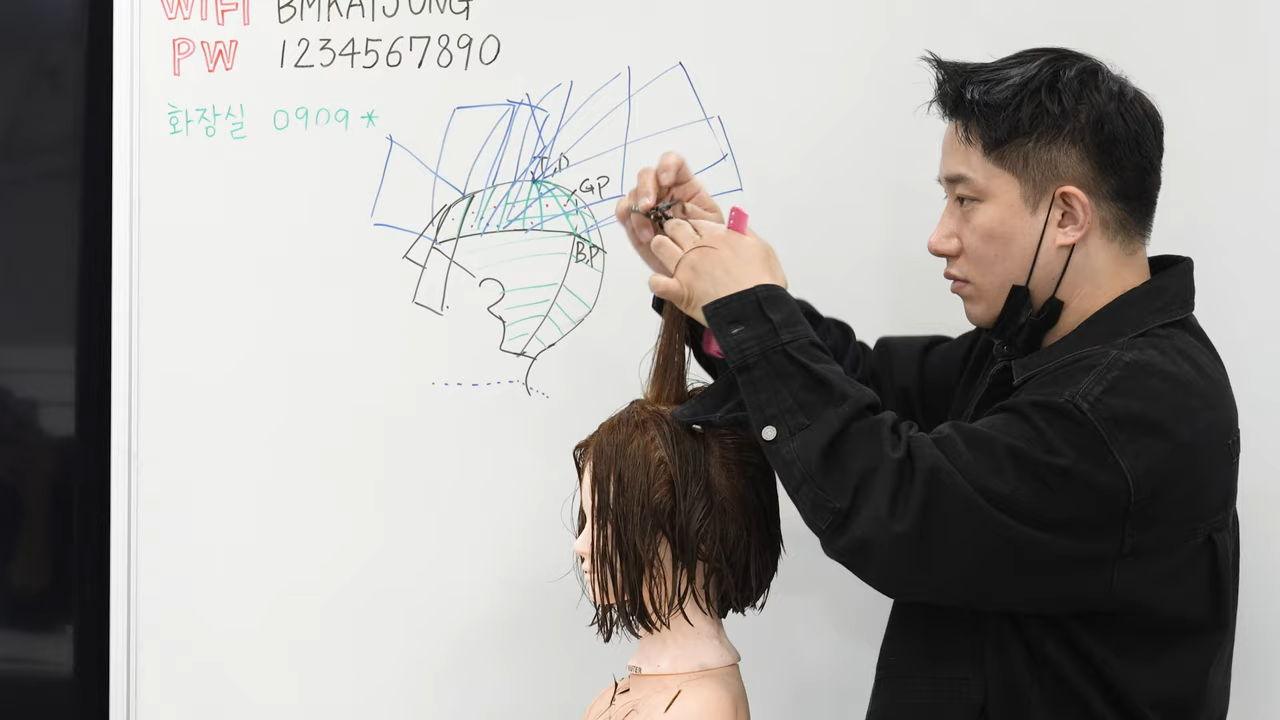 WIFI BMKAIJUNG
PW 1234567890
화장실 0909*
T.P
GP
B.P